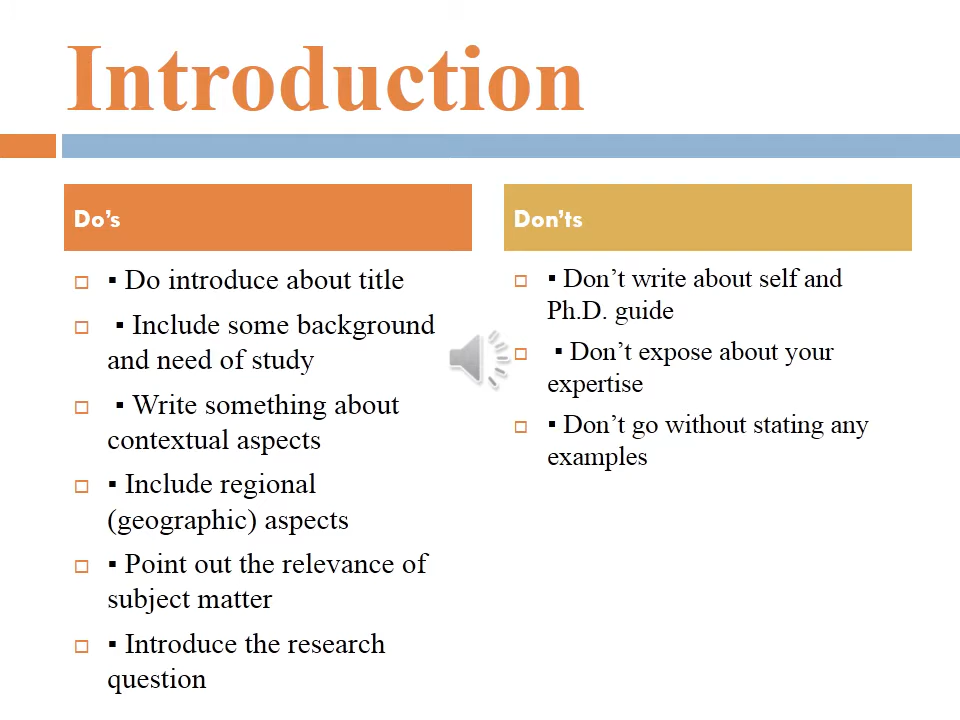 Introduction
Do’s
▪ Do introduce about title
▪ Include some background
and need of study
▪ Write something about
contextual aspects
▪ Include regional
(geographic) aspects
▪ Point out the relevance of
subject matter
▪ Introduce the research
question
Don’ts
▪ Don’t write about self and
Ph.D. guide
▪ Don’t expose about your
expertise
▪ Don’t go without stating any
examples